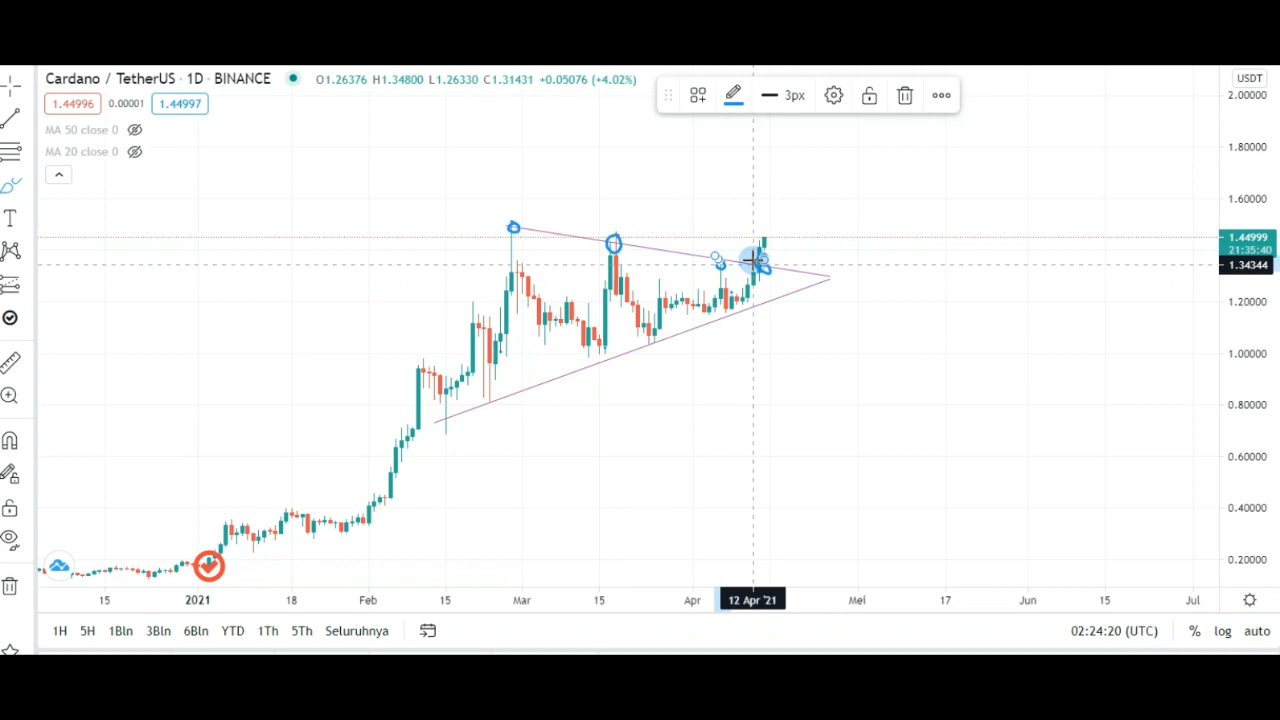 Cardano / TetherUS · 1D · BINANCE O1.26376 H1.34800 L1.26330 C1.31431 +0.05076 (+4.02%)
3px
USDT
1.44996 0.00001 1.44997
MA 50 close 0
MA 20 close 0
2.00000
1.80000
1.60000
1.44999
21:35:40
1.34344
1.20000
1.00000
0.80000
0.60000
0.40000
0.20000
15 2021 18 Feb 15 Mar 15 Apr 12 Apr '21 Mei 17 Jun 15 Jul
1H 5H 1Bln 3Bln 6Bln YTD 1Th 5Th Seluruhnya 02:24:20 (UTC) % log auto